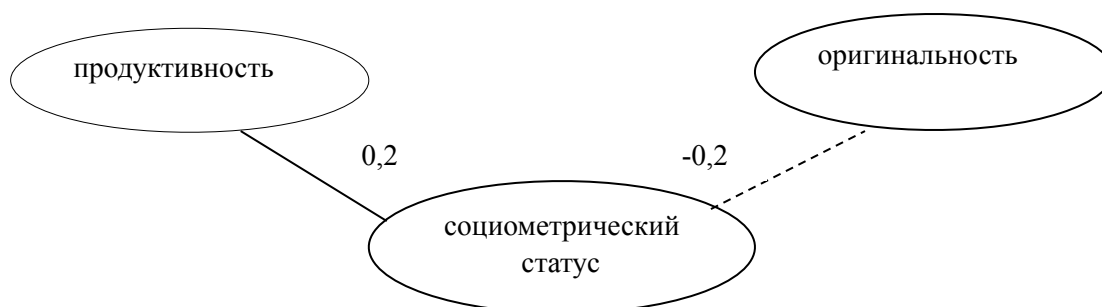 продуктивность
оригинальность
0,2
-0,2
социометрический
статус